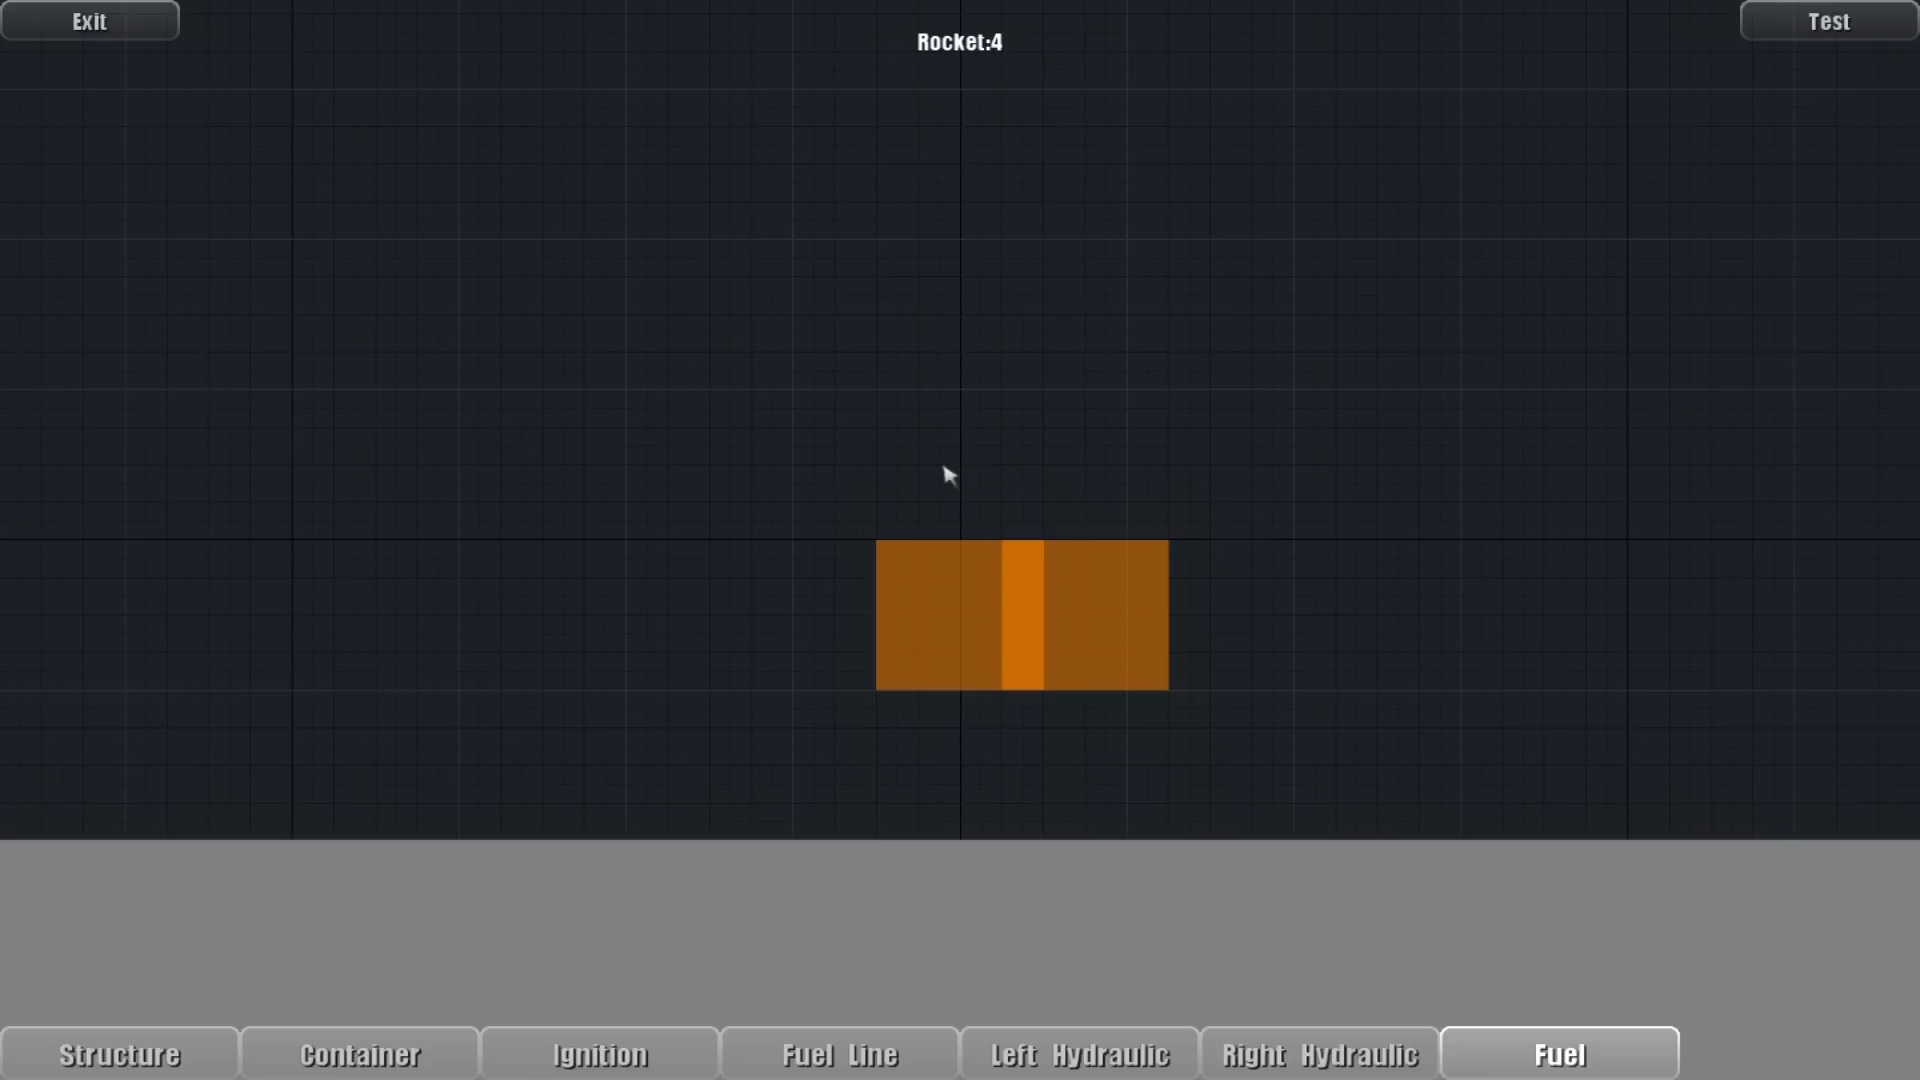 Exit
Rocket:4
Test
Structure
Container
Ignition
Fuel Line
Left Hydraulic
Right Hydraulic
Fuel